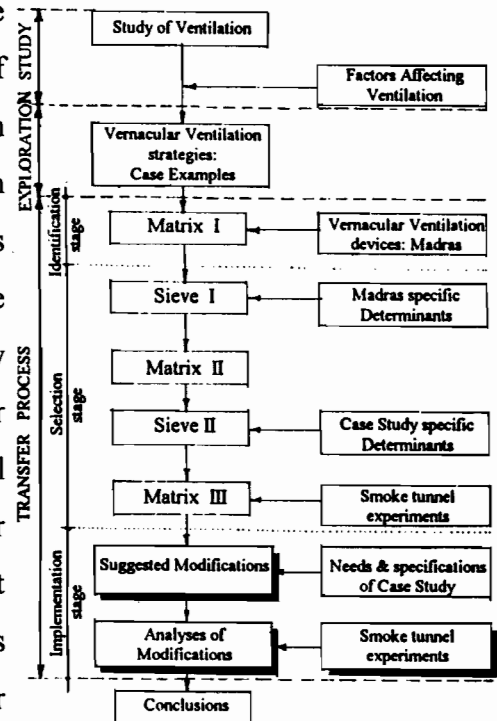 EXPLORATION STUDY
Study of Ventilation
Factors Affecting
Ventilation
Vernacular Ventilation
strategies:
Case Examples
TRANSFER PROCESS
Identification
stage
Matrix I
Vernacular Ventilation
devices: Madras
Selection
stage
Sieve I
Madras specific
Determinants
Matrix II
Sieve II
Case Study specific
Determinants
Matrix III
Smoke tunnel
experiments
Implementation
stage
Suggested Modifications
Needs & specifications
of Case Study
Analyses of
Modifications
Smoke tunnel
experiments
Conclusions